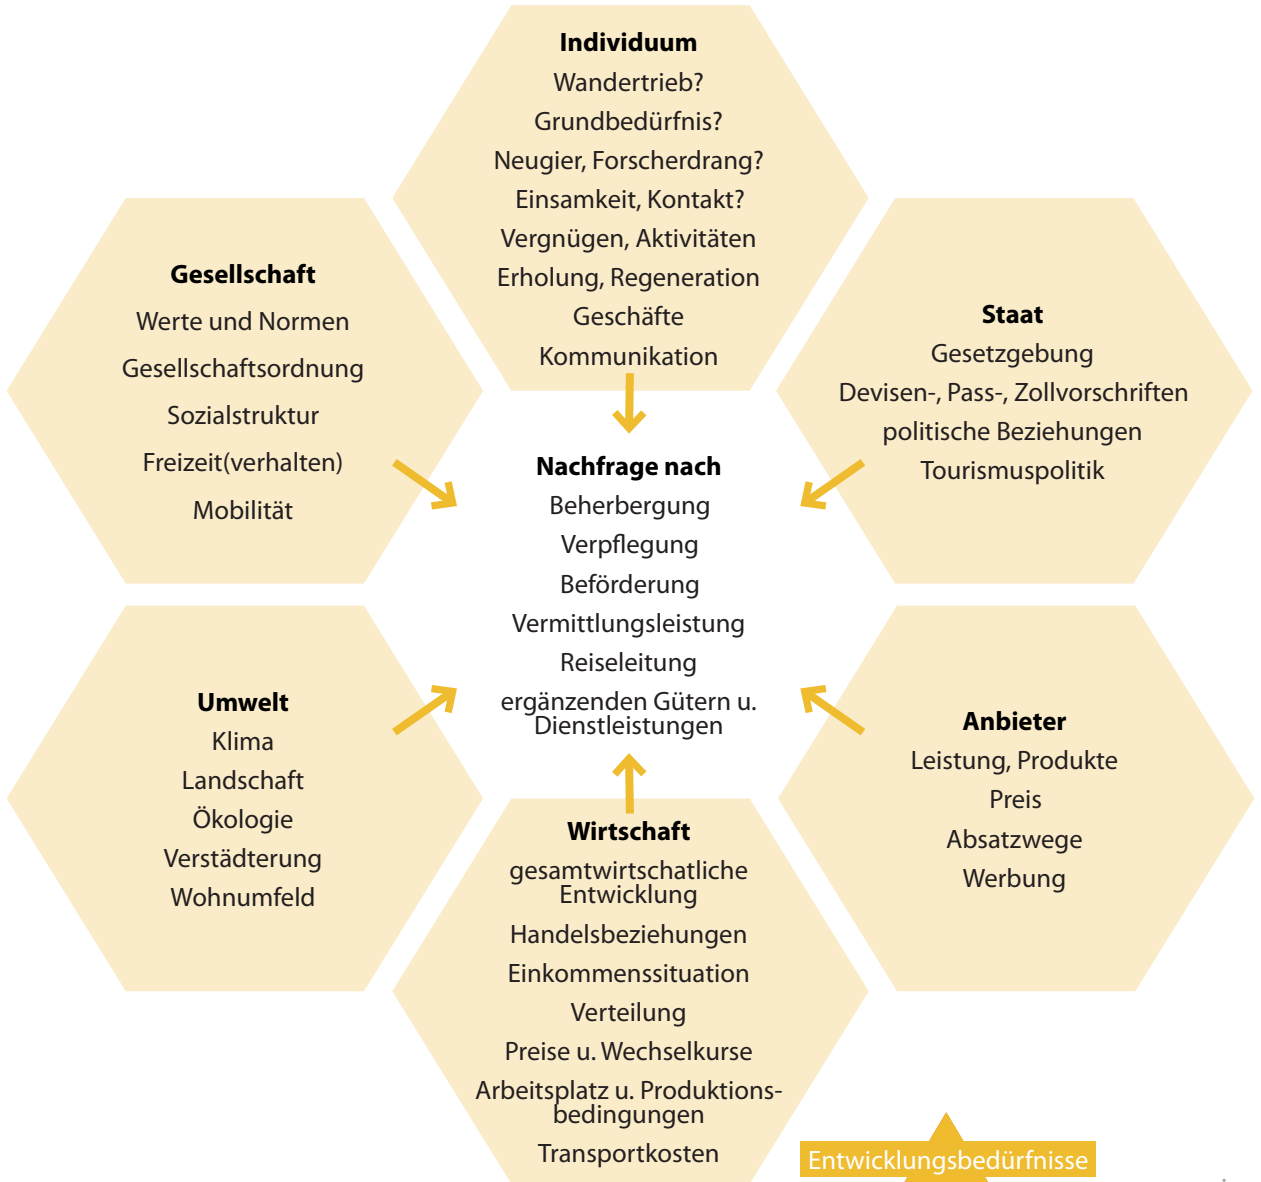 Individuum
Wandertrieb?
Grundbedürfnis?
Neugier, Forscherdrang?
Einsamkeit, Kontakt?
Vergnügen, Aktivitäten
Erholung, Regeneration
Geschäfte
Kommunikation
Gesellschaft
Werte und Normen
Gesellschaftsordnung
Sozialstruktur
Freizeit(verhalten)
Mobilität
Staat
Gesetzgebung
Devisen-, Pass-, Zollvorschriften
politische Beziehungen
Tourismuspolitik
Nachfrage nach
Beherbergung
Verpflegung
Beförderung
Vermittlungsleistung
Reiseleitung
ergänzenden Gütern u.
Dienstleistungen
Umwelt
Klima
Landschaft
Ökologie
Verstädterung
Wohnumfeld
Anbieter
Leistung, Produkte
Preis
Absatzwege
Werbung
Wirtschaft
gesamtwirtschatliche
Entwicklung
Handelsbeziehungen
Einkommenssituation
Verteilung
Preise u. Wechselkurse
Arbeitsplatz u. Produktions-
bedingungen
Transportkosten
Entwicklungsbedürfnisse